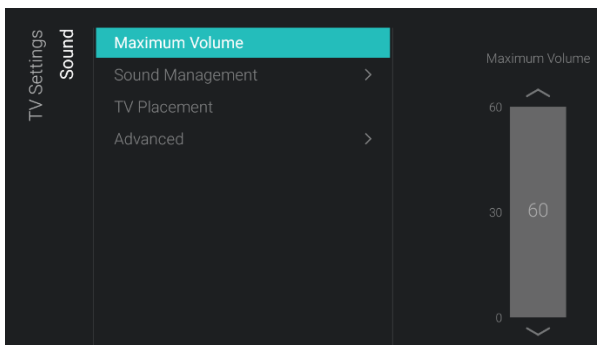 TV Settings
Sound
Maximum Volume
Sound Management
TV Placement
Advanced
Maximum Volume
60
30
60
0